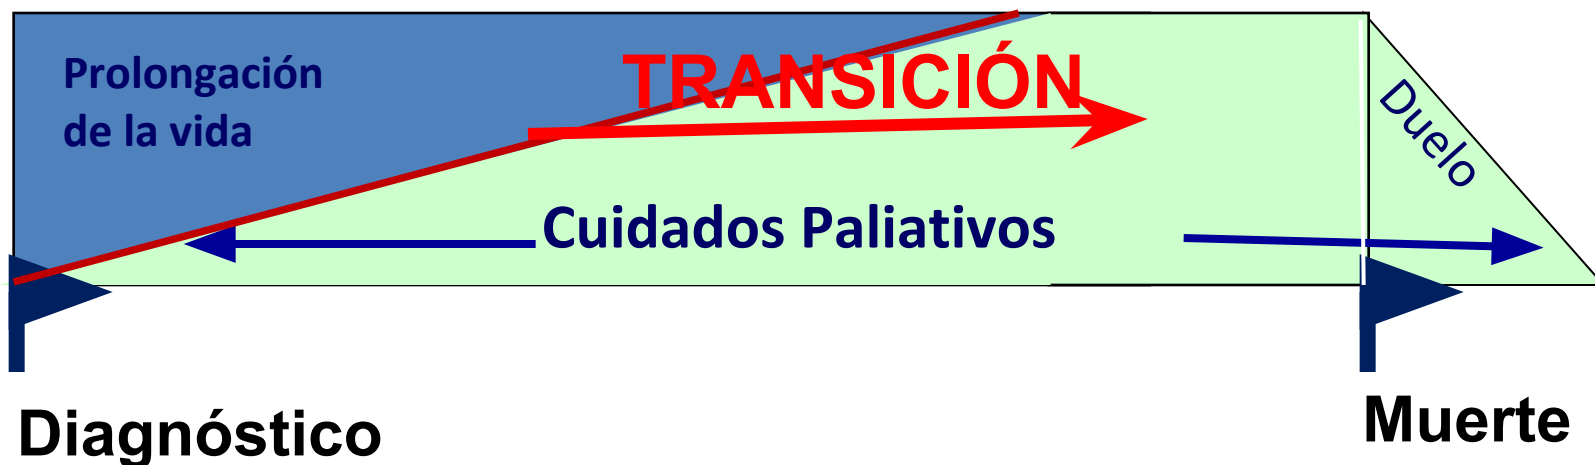 Prolongación
de la vida
TRANSICIÓN
Duelo
Cuidados Paliativos
Diagnóstico
Muerte